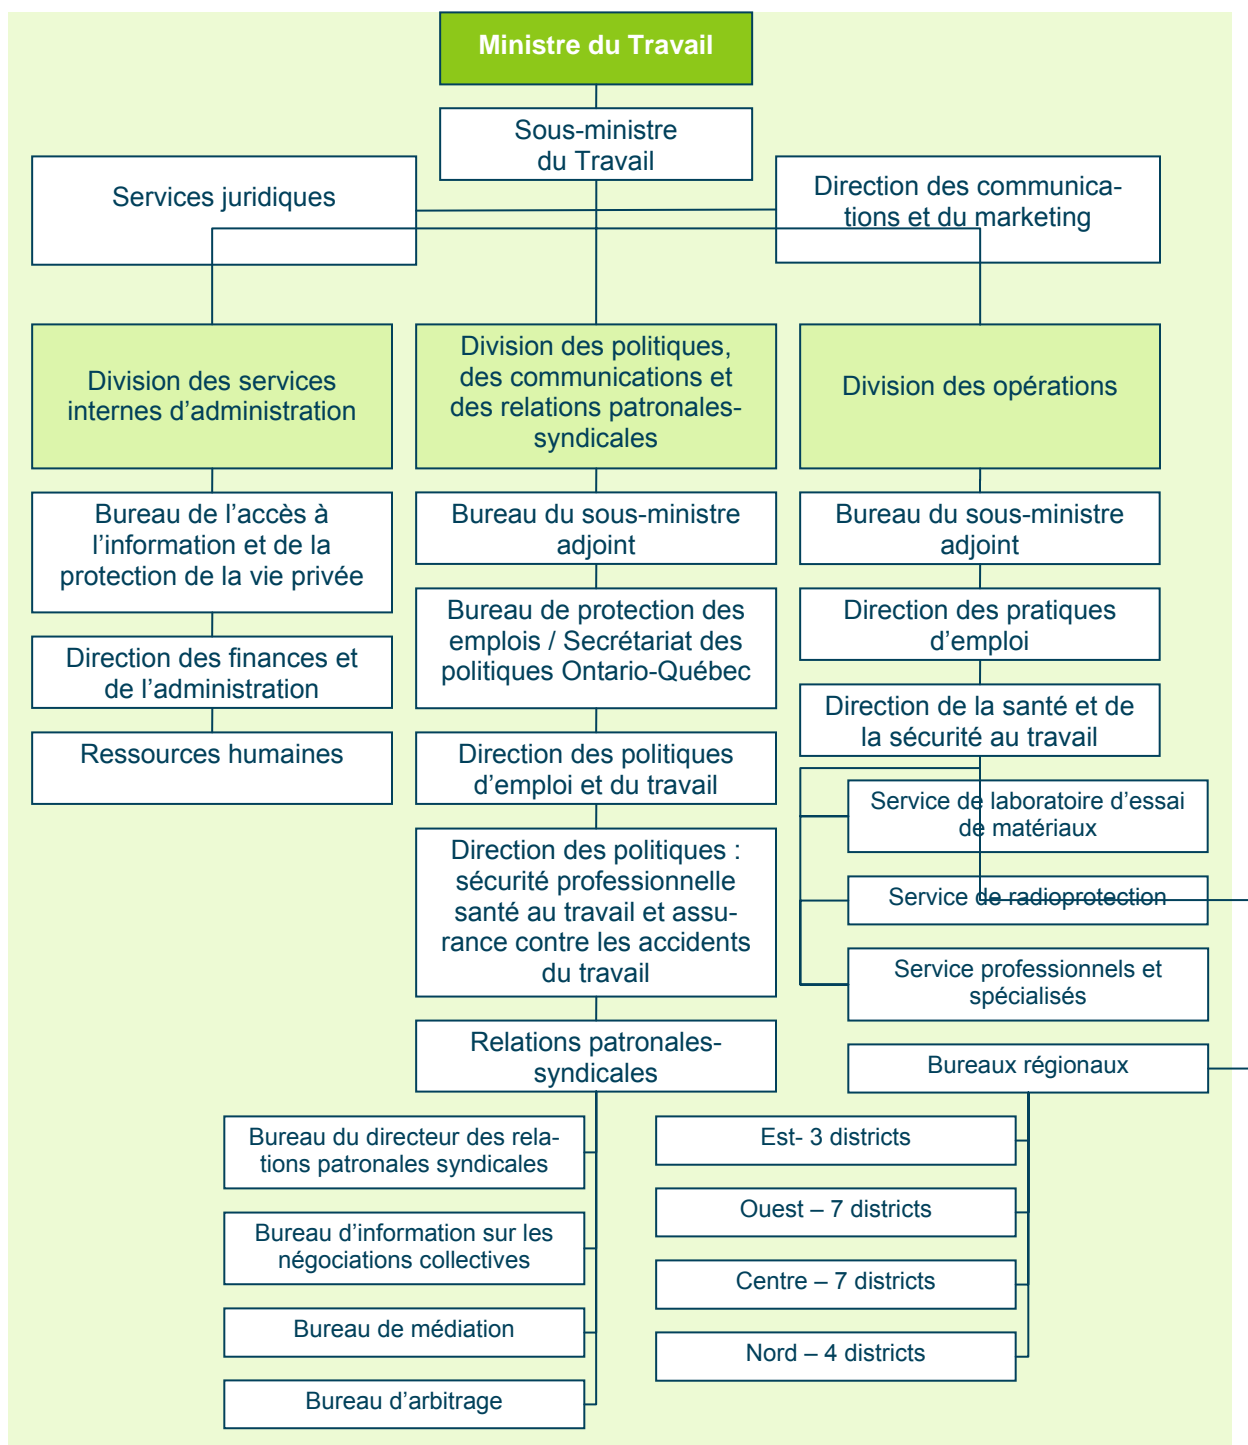 Ministre du Travail
Sous-ministre
du Travail
Services juridiques
Direction des communica-
tions et du marketing
Division des services
internes d’administration
Division des politiques,
des communications et
des relations patronales-
syndicales
Division des opérations
Bureau de l’accès à
l’information et de la
protection de la vie privée
Direction des finances et
de l’administration
Ressources humaines
Bureau du sous-ministre
adjoint
Bureau de protection des
emplois / Secrétariat des
politiques Ontario-Québec
Direction des politiques
d’emploi et du travail
Direction des politiques :
sécurité professionnelle
santé au travail et assu-
rance contre les accidents
du travail
Relations patronales-
syndicales
Bureau du directeur des rela-
tions patronales syndicales
Bureau d’information sur les
négociations collectives
Bureau de médiation
Bureau d’arbitrage
Bureau du sous-ministre
adjoint
Direction des pratiques
d’emploi
Direction de la santé et de
la sécurité au travail
Service de laboratoire d’essai
de matériaux
Service de radioprotection
Service professionnels et
spécialisés
Bureaux régionaux
Est- 3 districts
Ouest – 7 districts
Centre – 7 districts
Nord – 4 districts